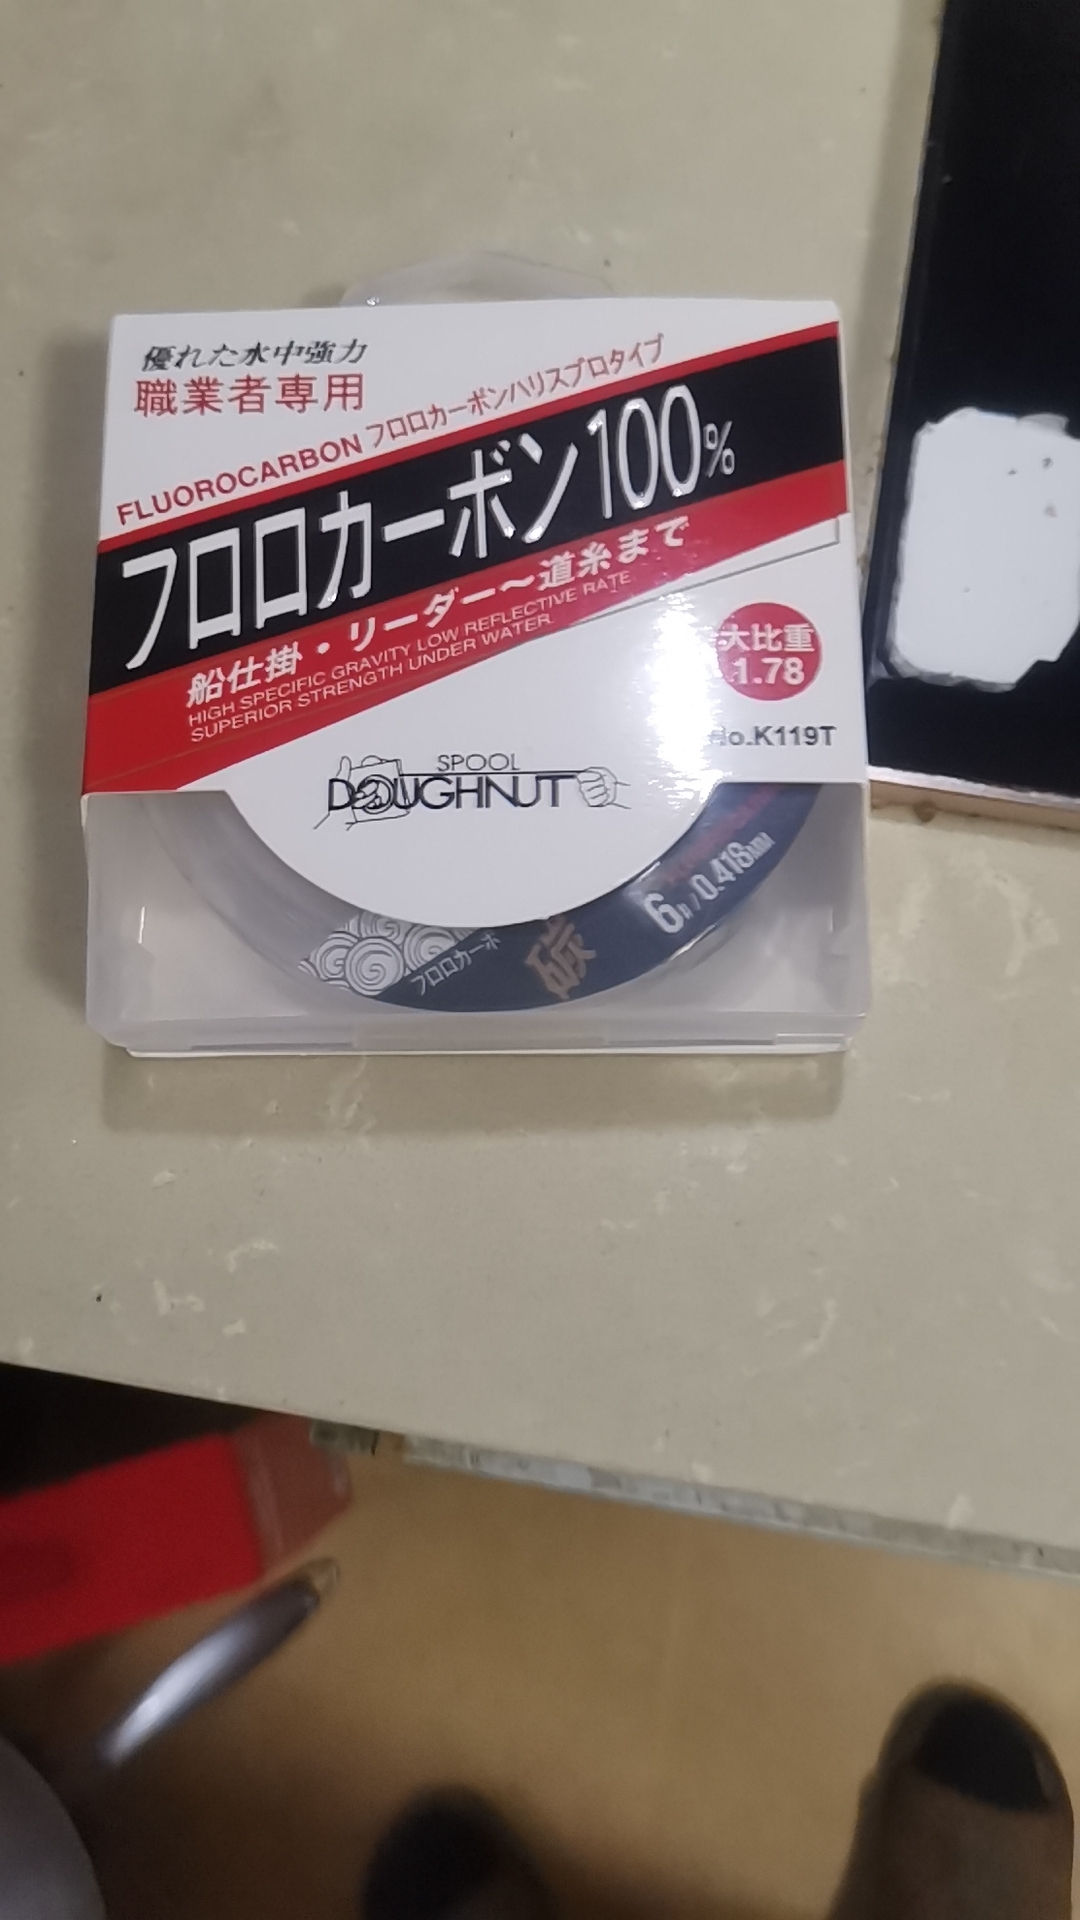 優れた水中強力
職業者専用
FLUOROCARBON フロロカーボンハリスプロタイプ
フロロカーボン100%
船仕掛・リーダー～道糸まで
HIGH SPECIFIC GRAVITY LOW REFLECTIVE RATE
SUPERIOR STRENGTH UNDER WATER.
大比重
1.78
No.K119T
SPOOL
DOUGHNUT
フロロカーボ
碳
6 /0.418MM